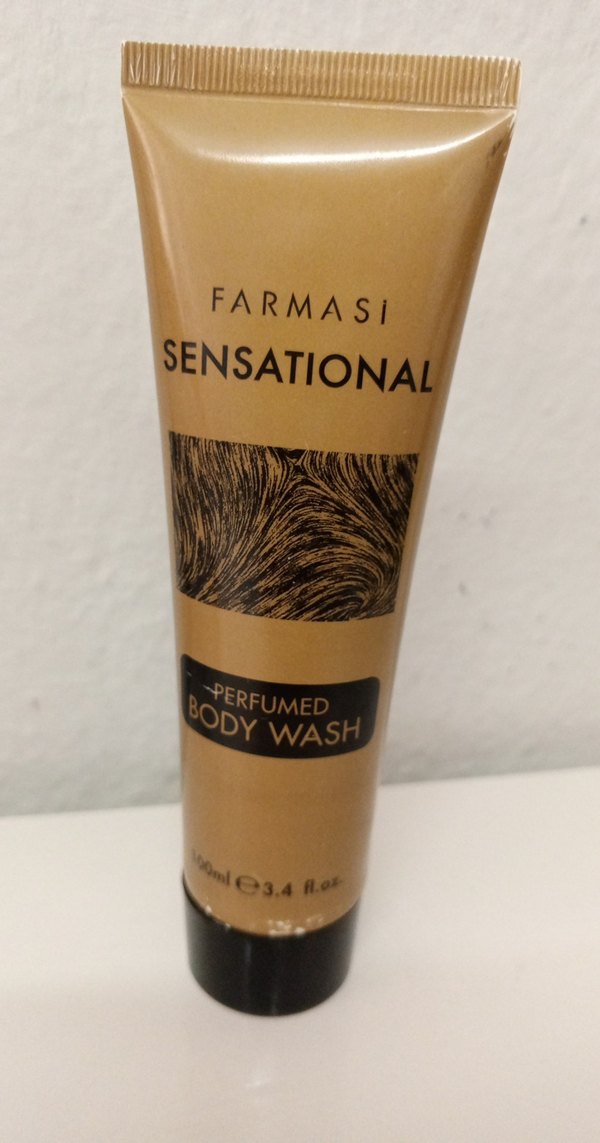 FARMASi
SENSATIONAL
PERFUMED
BODY WASH
100ml ℮ 3.4 fl.oz.